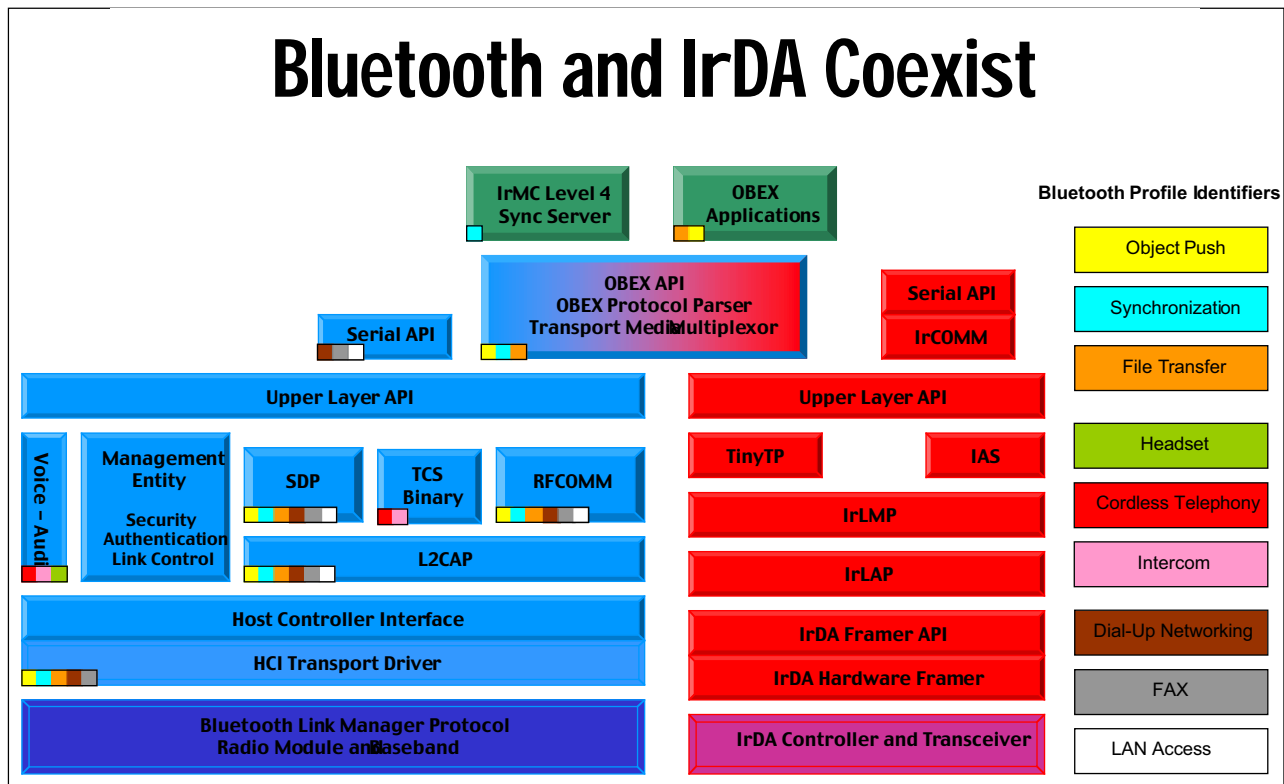 Bluetooth and IrDA Coexist
IrMC Level 4
Sync Server
OBEX
Applications
Bluetooth Profile Identifiers
Object Push
Synchronization
File Transfer
Headset
Cordless Telephony
Intercom
Dial-Up Networking
FAX
LAN Access
OBEX API
OBEX Protocol Parser
Transport Media Multiplexor
Serial API
IrCOMM
Serial API
Upper Layer API
Upper Layer API
Voice – Audi
Management
Entity
Security
Authentication
Link Control
SDP
TCS
Binary
RFCOMM
TinyTP
IAS
L2CAP
IrLMP
IrLAP
Host Controller Interface
HCI Transport Driver
IrDA Framer API
IrDA Hardware Framer
Bluetooth Link Manager Protocol
Radio Module and Baseband
IrDA Controller and Transceiver